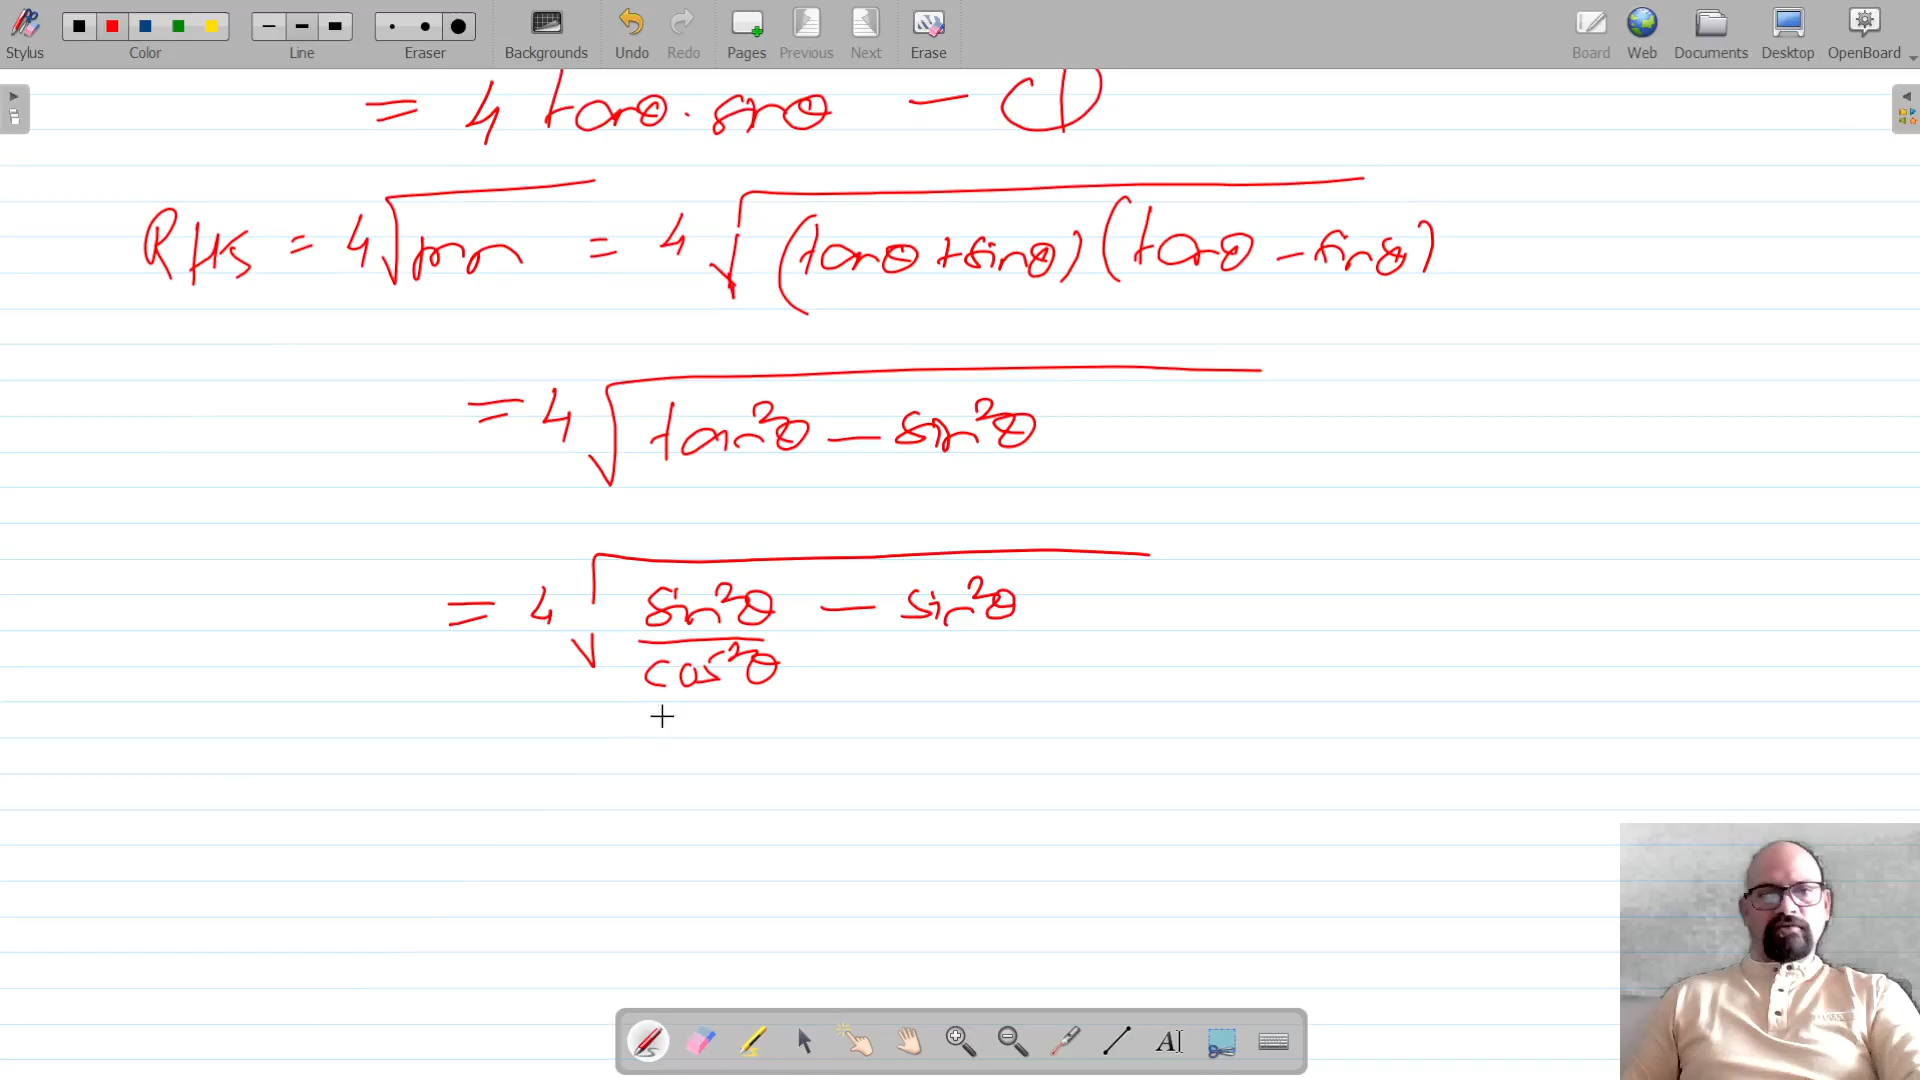 Stylus Color Line Eraser Backgrounds Undo Redo Pages Previous Next Erase Board Web Documents Desktop OpenBoard
= 4 tanθ · sinθ — ①
RHS = 4√mn = 4√(tanθ + sinθ)(tanθ – sinθ)
= 4√tan²θ – sin²θ
= 4√sin²θ/cos²θ – sin²θ